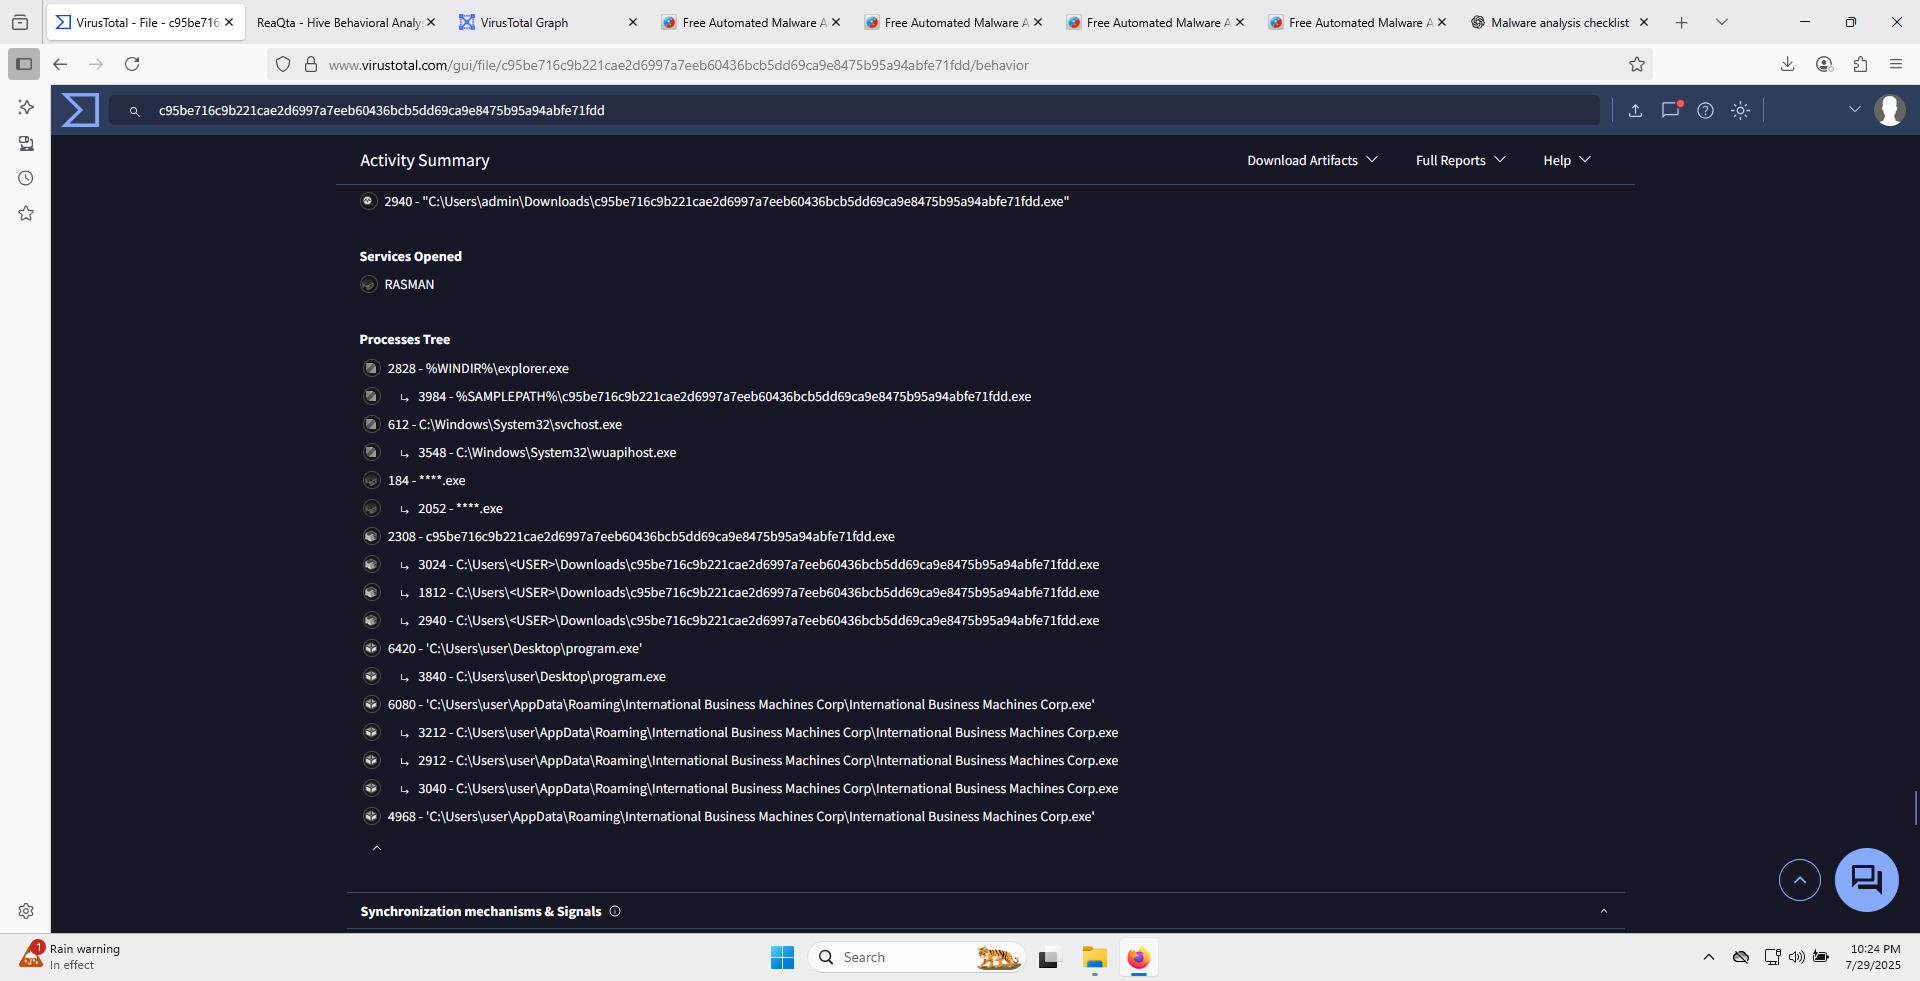 VirusTotal - File - c95be716
ReaQta - Hive Behavioral Analy
VirusTotal Graph
Free Automated Malware A
Free Automated Malware A
Free Automated Malware A
Free Automated Malware A
Malware analysis checklist
www.virustotal.com/gui/file/c95be716c9b221cae2d6997a7eeb60436bcb5dd69ca9e8475b95a94abfe71fdd/behavior
c95be716c9b221cae2d6997a7eeb60436bcb5dd69ca9e8475b95a94abfe71fdd
Activity Summary
Download Artifacts
Full Reports
Help
2940 - "C:\Users\admin\Downloads\c95be716c9b221cae2d6997a7eeb60436bcb5dd69ca9e8475b95a94abfe71fdd.exe"
Services Opened
RASMAN
Processes Tree
2828 - %WINDIR%\explorer.exe
3984 - %SAMPLEPATH%\c95be716c9b221cae2d6997a7eeb60436bcb5dd69ca9e8475b95a94abfe71fdd.exe
612 - C:\Windows\System32\svchost.exe
3548 - C:\Windows\System32\wuapihost.exe
184 - ****.exe
2052 - ****.exe
2308 - c95be716c9b221cae2d6997a7eeb60436bcb5dd69ca9e8475b95a94abfe71fdd.exe
3024 - C:\Users\<USER>\Downloads\c95be716c9b221cae2d6997a7eeb60436bcb5dd69ca9e8475b95a94abfe71fdd.exe
1812 - C:\Users\<USER>\Downloads\c95be716c9b221cae2d6997a7eeb60436bcb5dd69ca9e8475b95a94abfe71fdd.exe
2940 - C:\Users\<USER>\Downloads\c95be716c9b221cae2d6997a7eeb60436bcb5dd69ca9e8475b95a94abfe71fdd.exe
6420 - 'C:\Users\user\Desktop\program.exe'
3840 - C:\Users\user\Desktop\program.exe
6080 - 'C:\Users\user\AppData\Roaming\International Business Machines Corp\International Business Machines Corp.exe'
3212 - C:\Users\user\AppData\Roaming\International Business Machines Corp\International Business Machines Corp.exe
2912 - C:\Users\user\AppData\Roaming\International Business Machines Corp\International Business Machines Corp.exe
3040 - C:\Users\user\AppData\Roaming\International Business Machines Corp\International Business Machines Corp.exe
4968 - 'C:\Users\user\AppData\Roaming\International Business Machines Corp\International Business Machines Corp.exe'
Synchronization mechanisms & Signals
1
Rain warning
In effect
Search
10:24 PM
7/29/2025